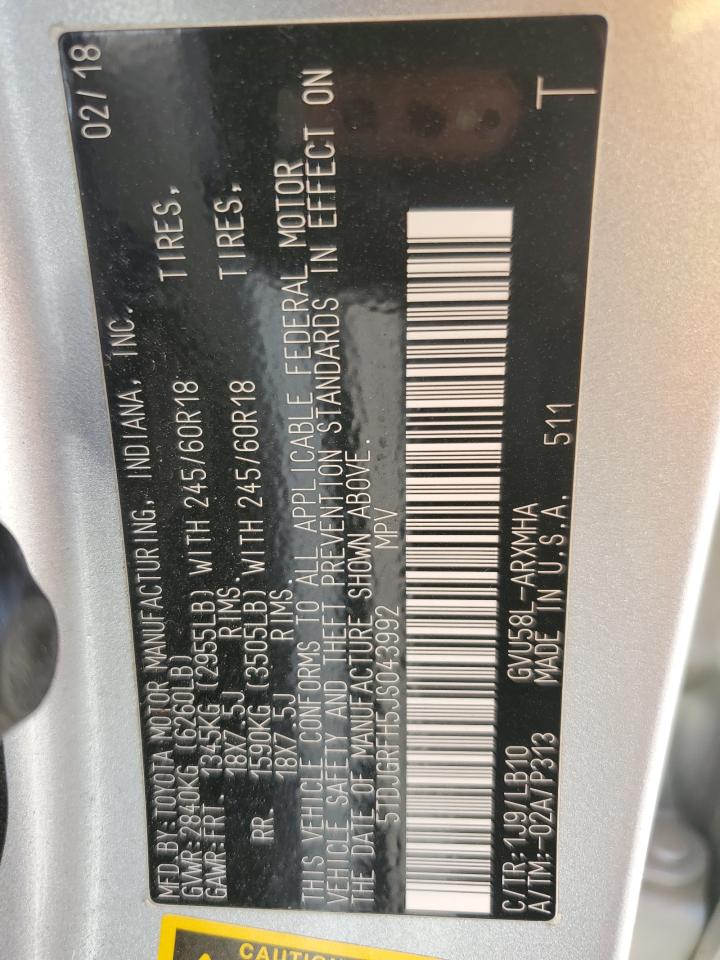 02/18
MFD.BY:TOYOTA MOTOR MANUFACTURING, INDIANA, INC.
GVWR:2840KG (6260LB)
GAWR:FRT 1345KG (2955LB) WITH 245/60R18 TIRES,
18X7.5J RIMS.
RR 1590KG (3505LB) WITH 245/60R18 TIRES,
18X7.5J RIMS.
THIS VEHICLE CONFORMS TO ALL APPLICABLE FEDERAL MOTOR
VEHICLE SAFETY AND THEFT PREVENTION STANDARDS IN EFFECT ON
THE DATE OF MANUFACTURE SHOWN ABOVE.
5TDJGRFH5JS043992 MPV
C/TR:1J9/LB10 GVU58L-ARXMHA
A/TM:-02A/P313 MADE IN U.S.A. 511
T
CAUTION